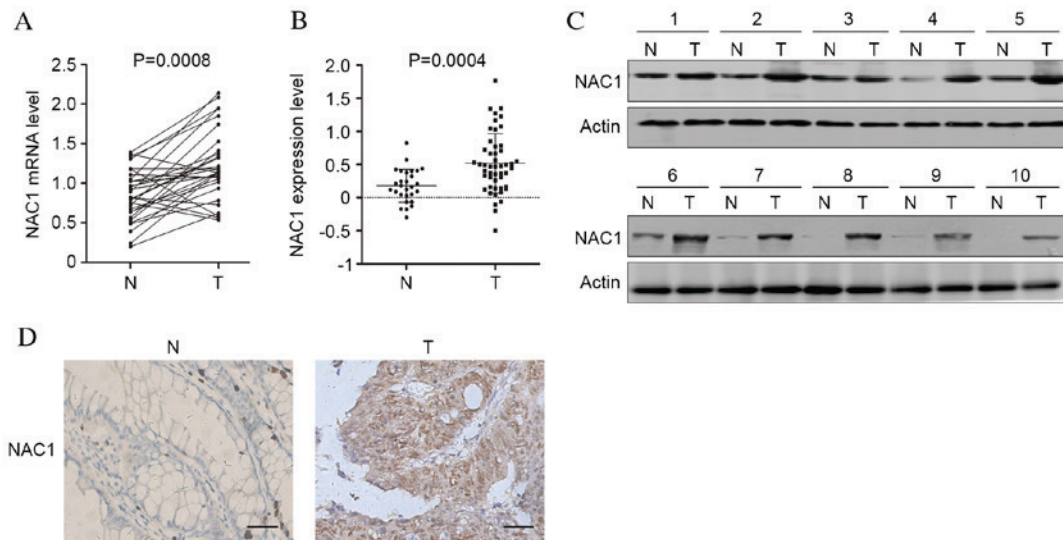 A
P=0.0008
NAC1 mRNA level
2.5
2.0
1.5
1.0
0.5
0
N T
B
P=0.0004
NAC1 expression level
2.0
1.5
1.0
0.5
0
-0.5
-1
N T
C
1 2 3 4 5
N T N T N T N T N T
NAC1
Actin
6 7 8 9 10
N T N T N T N T N T
NAC1
Actin
D
N T
NAC1